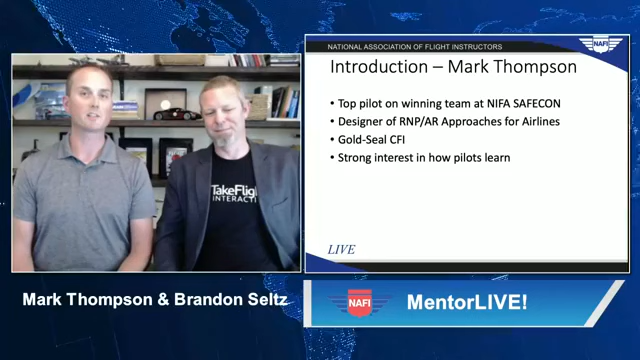 NATIONAL ASSOCIATION OF FLIGHT INSTRUCTORS
NAFI
Introduction – Mark Thompson
• Top pilot on winning team at NIFA SAFECON
• Designer of RNP/AR Approaches for Airlines
• Gold-Seal CFI
• Strong interest in how pilots learn
TakeFlig
INTERACTI
LIVE
Mark Thompson & Brandon Seltz
NAFI
MentorLIVE!